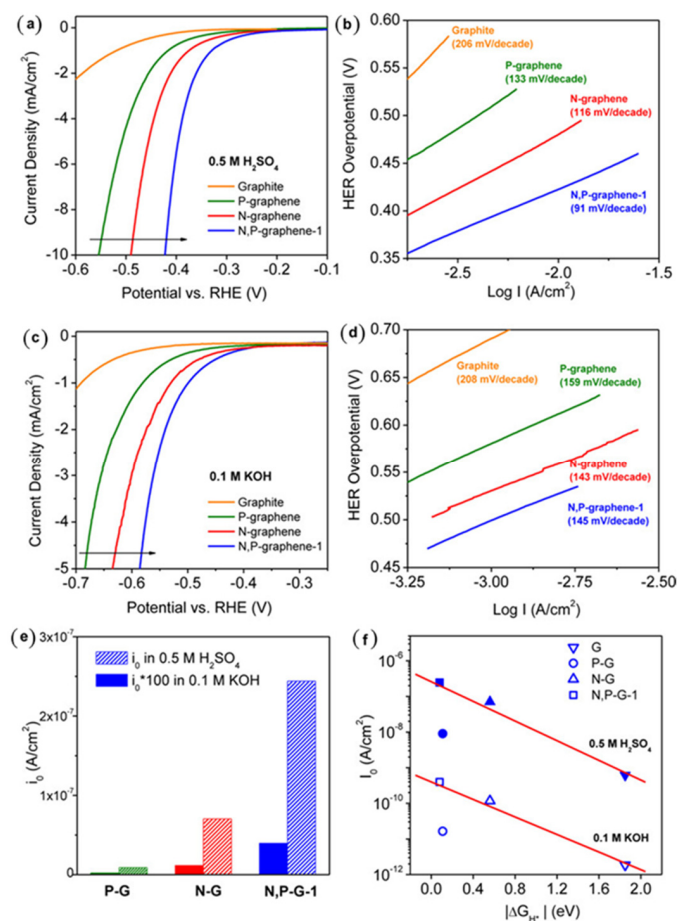 (a)
0
-2
-4
-6
-8
-10
Current Density (mA/cm²)
0.5 M H₂SO₄
Graphite
P-graphene
N-graphene
N,P-graphene-1
-0.6 -0.5 -0.4 -0.3 -0.2 -0.1
Potential vs. RHE (V)
(b)
0.60
0.55
0.50
0.45
0.40
0.35
HER Overpotential (V)
Graphite
(206 mV/decade)
P-graphene
(133 mV/decade)
N-graphene
(116 mV/decade)
N,P-graphene-1
(91 mV/decade)
-2.5 -2.0 -1.5
Log I (A/cm²)
(c)
0
-1
-2
-3
-4
-5
Current Density (mA/cm²)
0.1 M KOH
Graphite
P-graphene
N-graphene
N,P-graphene-1
-0.7 -0.6 -0.5 -0.4 -0.3
Potential vs. RHE (V)
(d)
0.70
0.65
0.60
0.55
0.50
0.45
HER Overpotential (V)
Graphite
(208 mV/decade)
P-graphene
(159 mV/decade)
N-graphene
(143 mV/decade)
N,P-graphene-1
(145 mV/decade)
-3.25 -3.00 -2.75 -2.50
Log I (A/cm²)
(e)
3x10⁻⁷
2x10⁻⁷
1x10⁻⁷
0
i₀ (A/cm²)
i₀ in 0.5 M H₂SO₄
i₀*100 in 0.1 M KOH
P-G N-G N,P-G-1
(f)
10⁻⁴
10⁻⁶
10⁻⁸
10⁻¹⁰
10⁻¹²
I₀ (A/cm²)
G
P-G
N-G
N,P-G-1
0.5 M H₂SO₄
0.1 M KOH
0.0 0.4 0.8 1.2 1.6 2.0
|ΔG_H*| (eV)